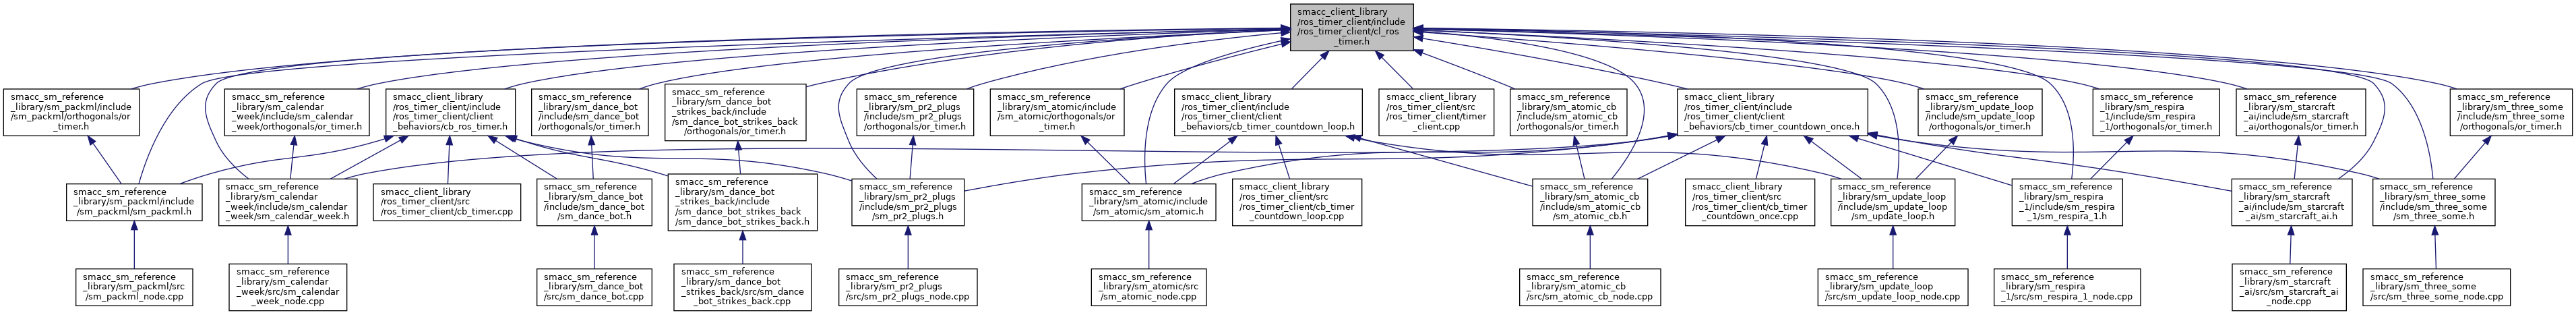 smacc_client_library
/ros_timer_client/include
/ros_timer_client/cl_ros
_timer.h
smacc_sm_reference
_library/sm_packml/include
/sm_packml/orthogonals/or
_timer.h
smacc_sm_reference
_library/sm_calendar
_week/include/sm_calendar
_week/orthogonals/or_timer.h
smacc_client_library
/ros_timer_client/include
/ros_timer_client/client
_behaviors/cb_ros_timer.h
smacc_sm_reference
_library/sm_dance_bot
/include/sm_dance_bot
/orthogonals/or_timer.h
smacc_sm_reference
_library/sm_dance_bot
_strikes_back/include
/sm_dance_bot_strikes_back
/orthogonals/or_timer.h
smacc_sm_reference
_library/sm_pr2_plugs
/include/sm_pr2_plugs
/orthogonals/or_timer.h
smacc_sm_reference
_library/sm_atomic/include
/sm_atomic/orthogonals/or
_timer.h
smacc_client_library
/ros_timer_client/include
/ros_timer_client/client
_behaviors/cb_timer_countdown_loop.h
smacc_client_library
/ros_timer_client/src
/ros_timer_client/timer
_client.cpp
smacc_sm_reference
_library/sm_atomic_cb
/include/sm_atomic_cb
/orthogonals/or_timer.h
smacc_client_library
/ros_timer_client/include
/ros_timer_client/client
_behaviors/cb_timer_countdown_once.h
smacc_sm_reference
_library/sm_update_loop
/include/sm_update_loop
/orthogonals/or_timer.h
smacc_sm_reference
_library/sm_respira
_1/include/sm_respira
_1/orthogonals/or_timer.h
smacc_sm_reference
_library/sm_starcraft
_ai/include/sm_starcraft
_ai/orthogonals/or_timer.h
smacc_sm_reference
_library/sm_three_some
/include/sm_three_some
/orthogonals/or_timer.h
smacc_sm_reference
_library/sm_packml/include
/sm_packml/sm_packml.h
smacc_sm_reference
_library/sm_calendar
_week/include/sm_calendar
_week/sm_calendar_week.h
smacc_client_library
/ros_timer_client/src
/ros_timer_client/cb_timer.cpp
smacc_sm_reference
_library/sm_dance_bot
/include/sm_dance_bot
/sm_dance_bot.h
smacc_sm_reference
_library/sm_dance_bot
_strikes_back/include
/sm_dance_bot_strikes_back
/sm_dance_bot_strikes_back.h
smacc_sm_reference
_library/sm_pr2_plugs
/include/sm_pr2_plugs
/sm_pr2_plugs.h
smacc_sm_reference
_library/sm_atomic/include
/sm_atomic/sm_atomic.h
smacc_client_library
/ros_timer_client/src
/ros_timer_client/cb_timer
_countdown_loop.cpp
smacc_sm_reference
_library/sm_atomic_cb
/include/sm_atomic_cb
/sm_atomic_cb.h
smacc_client_library
/ros_timer_client/src
/ros_timer_client/cb_timer
_countdown_once.cpp
smacc_sm_reference
_library/sm_update_loop
/include/sm_update_loop
/sm_update_loop.h
smacc_sm_reference
_library/sm_respira
_1/include/sm_respira
_1/sm_respira_1.h
smacc_sm_reference
_library/sm_starcraft
_ai/include/sm_starcraft
_ai/sm_starcraft_ai.h
smacc_sm_reference
_library/sm_three_some
/include/sm_three_some
/sm_three_some.h
smacc_sm_reference
_library/sm_packml/src
/sm_packml_node.cpp
smacc_sm_reference
_library/sm_calendar
_week/src/sm_calendar
_week_node.cpp
smacc_sm_reference
_library/sm_dance_bot
/src/sm_dance_bot.cpp
smacc_sm_reference
_library/sm_dance_bot
_strikes_back/src/sm_dance
_bot_strikes_back.cpp
smacc_sm_reference
_library/sm_pr2_plugs
/src/sm_pr2_plugs_node.cpp
smacc_sm_reference
_library/sm_atomic/src
/sm_atomic_node.cpp
smacc_sm_reference
_library/sm_atomic_cb
/src/sm_atomic_cb_node.cpp
smacc_sm_reference
_library/sm_update_loop
/src/sm_update_loop_node.cpp
smacc_sm_reference
_library/sm_respira
_1/src/sm_respira_1_node.cpp
smacc_sm_reference
_library/sm_starcraft
_ai/src/sm_starcraft_ai
_node.cpp
smacc_sm_reference
_library/sm_three_some
/src/sm_three_some_node.cpp